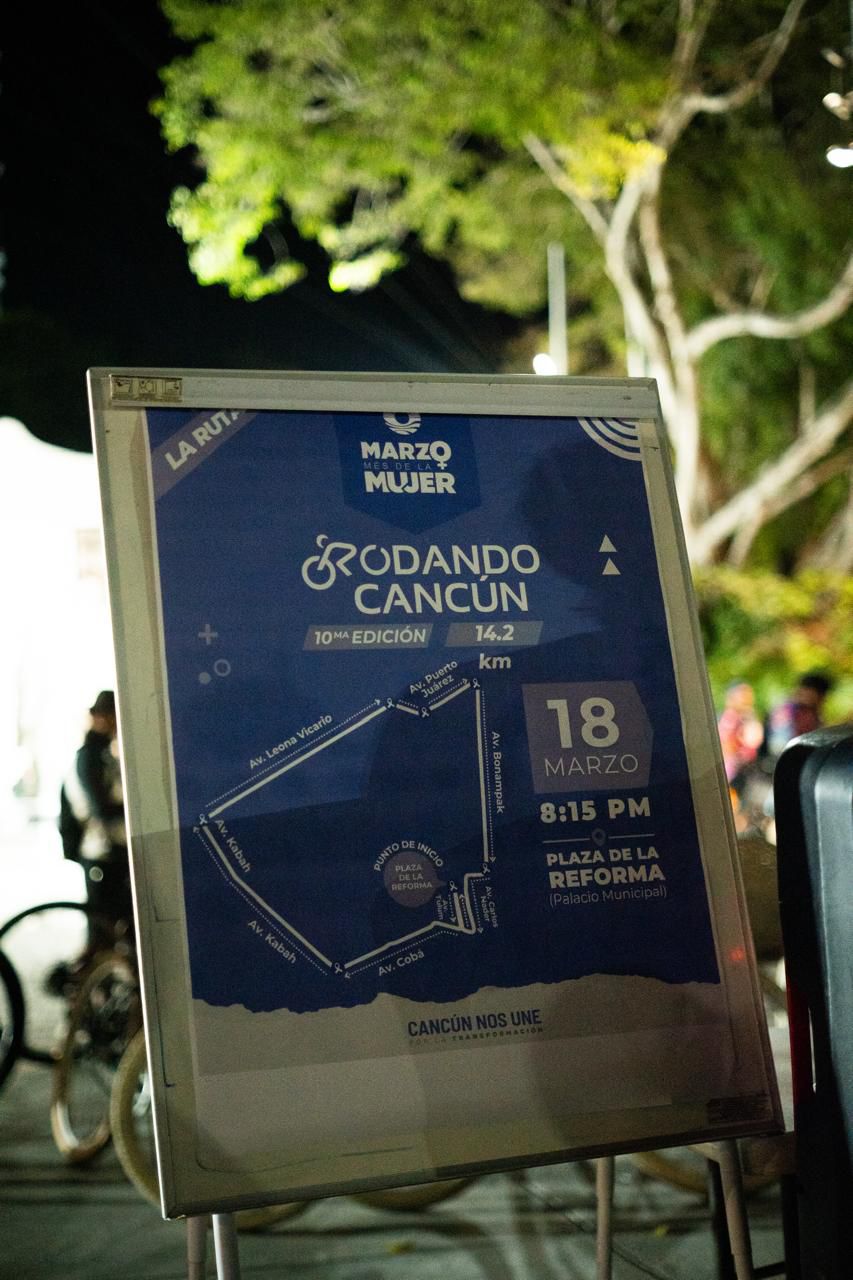 LA RUTA
MARZO
MES DE LA
MUJER
RODANDO
CANCÚN
10MA EDICIÓN
14.2
km
Av. Puerto
Juárez
Av. Leona Vicario
Av. Bonampak
18
MARZO
8:15 PM
PLAZA DE LA
REFORMA
(Palacio Municipal)
Av. Kabah
PUNTO DE INICIO
PLAZA
DE LA
REFORMA
Av. Tulum
Av. Carlos
Nader
Av. Kabah
Av. Cobá
CANCÚN NOS UNE
POR LA TRANSFORMACIÓN